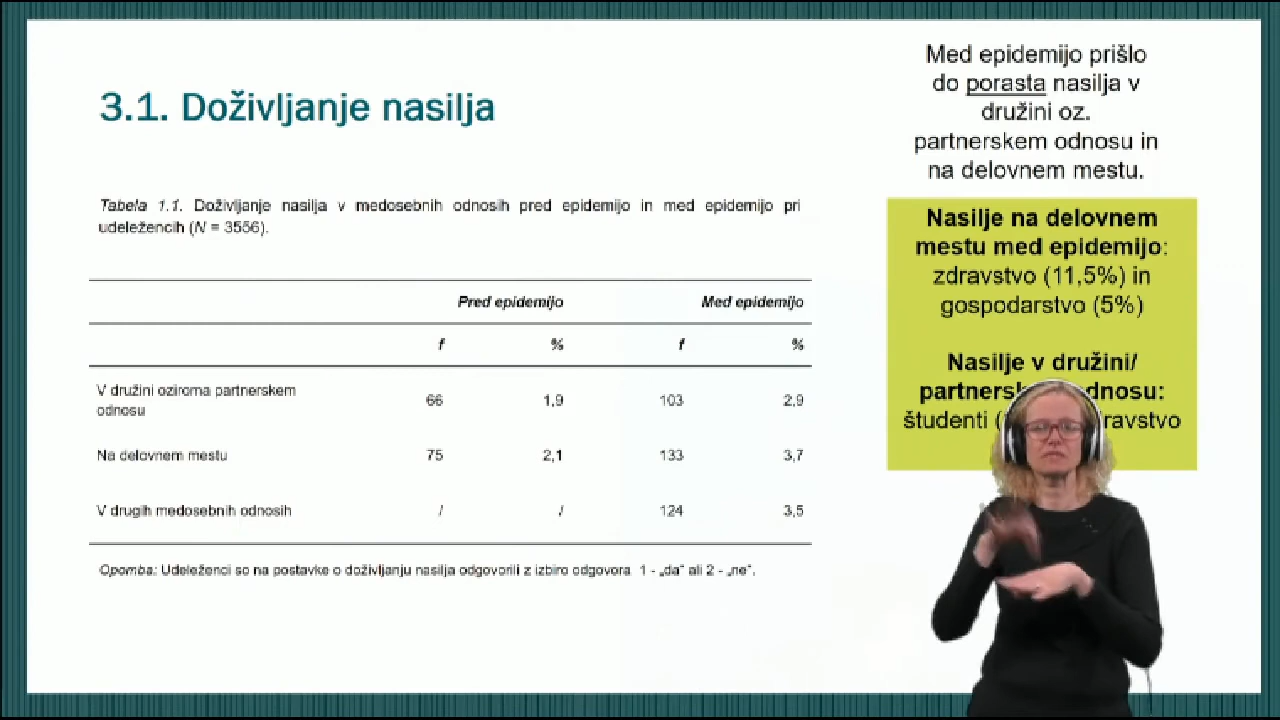 3.1. Doživljanje nasilja
Tabela 1.1. Doživljanje nasilja v medosebnih odnosih pred epidemijo in med epidemijo pri
udeležencih (N = 3556).
Pred epidemijo Med epidemijo
f % f %
V družini oziroma partnerskem
odnosu 66 1,9 103 2,9
Na delovnem mestu 75 2,1 133 3,7
V drugih medosebnih odnosih / / 124 3,5
Opomba: Udeleženci so na postavke o doživljanju nasilja odgovorili z izbiro odgovora 1 - „da“ ali 2 - „ne“.
Med epidemijo prišlo
do porasta nasilja v
družini oz.
partnerskem odnosu in
na delovnem mestu.
Nasilje na delovnem
mestu med epidemijo:
zdravstvo (11,5%) in
gospodarstvo (5%)
Nasilje v družini/
študenti (